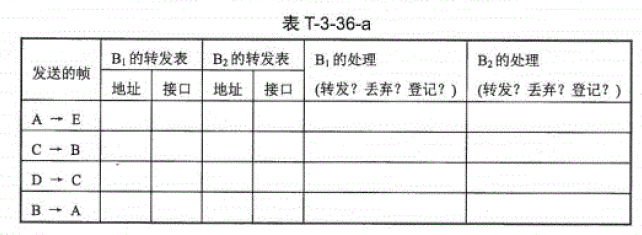 表 T-3-36-a
发送的帧 B₁ 的转发表 B₂ 的转发表 B₁ 的处理 B₂ 的处理
地址 接口 地址 接口 (转发？丢弃？登记？) (转发？丢弃？登记？)
A → E
C → B
D → C
B → A